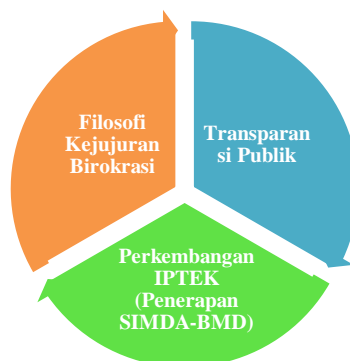 Filosofi
Kejujuran
Birokrasi
Transparan
si Publik
Perkembangan
IPTEK
(Penerapan
SIMDA-BMD)